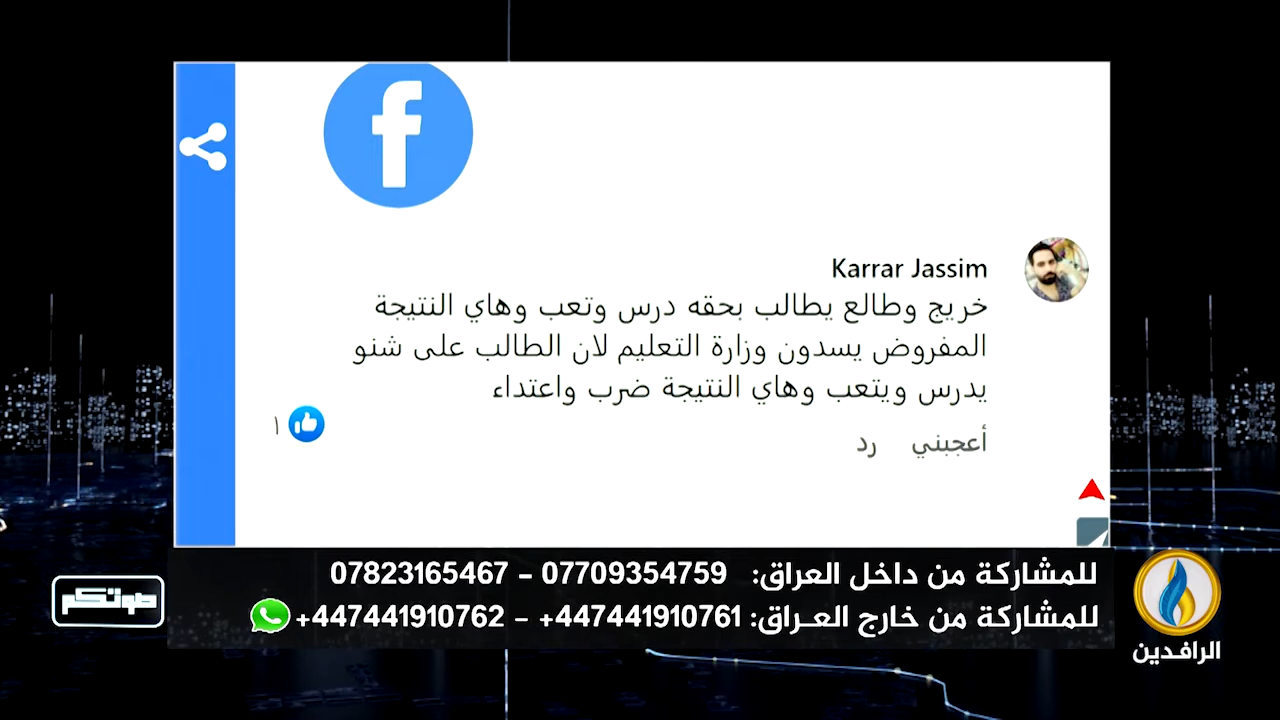 Karrar Jassim
خريج وطالع يطالب بحقه درس وتعب وهاي النتيجة
المفروض يسدون وزارة التعليم لان الطالب على شنو
يدرس ويتعب وهاي النتيجة ضرب واعتداء
١
أعجبني رد
للمشاركة من داخل العراق: 07709354759 - 07823165467
للمشاركة من خارج العـراق: 447441910761+ - 447441910762+
صوتكم
الرافدين